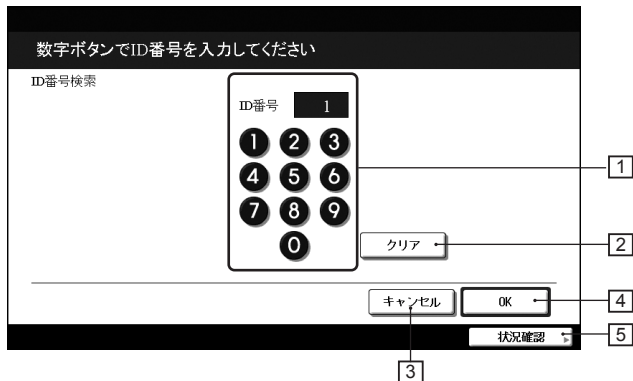 数字ボタンでID番号を入力してください
ID番号検索
ID番号 1
1 2 3
1
4 5 6
7 8 9
0
クリア 2
キャンセル OK 4
状況確認 5
3